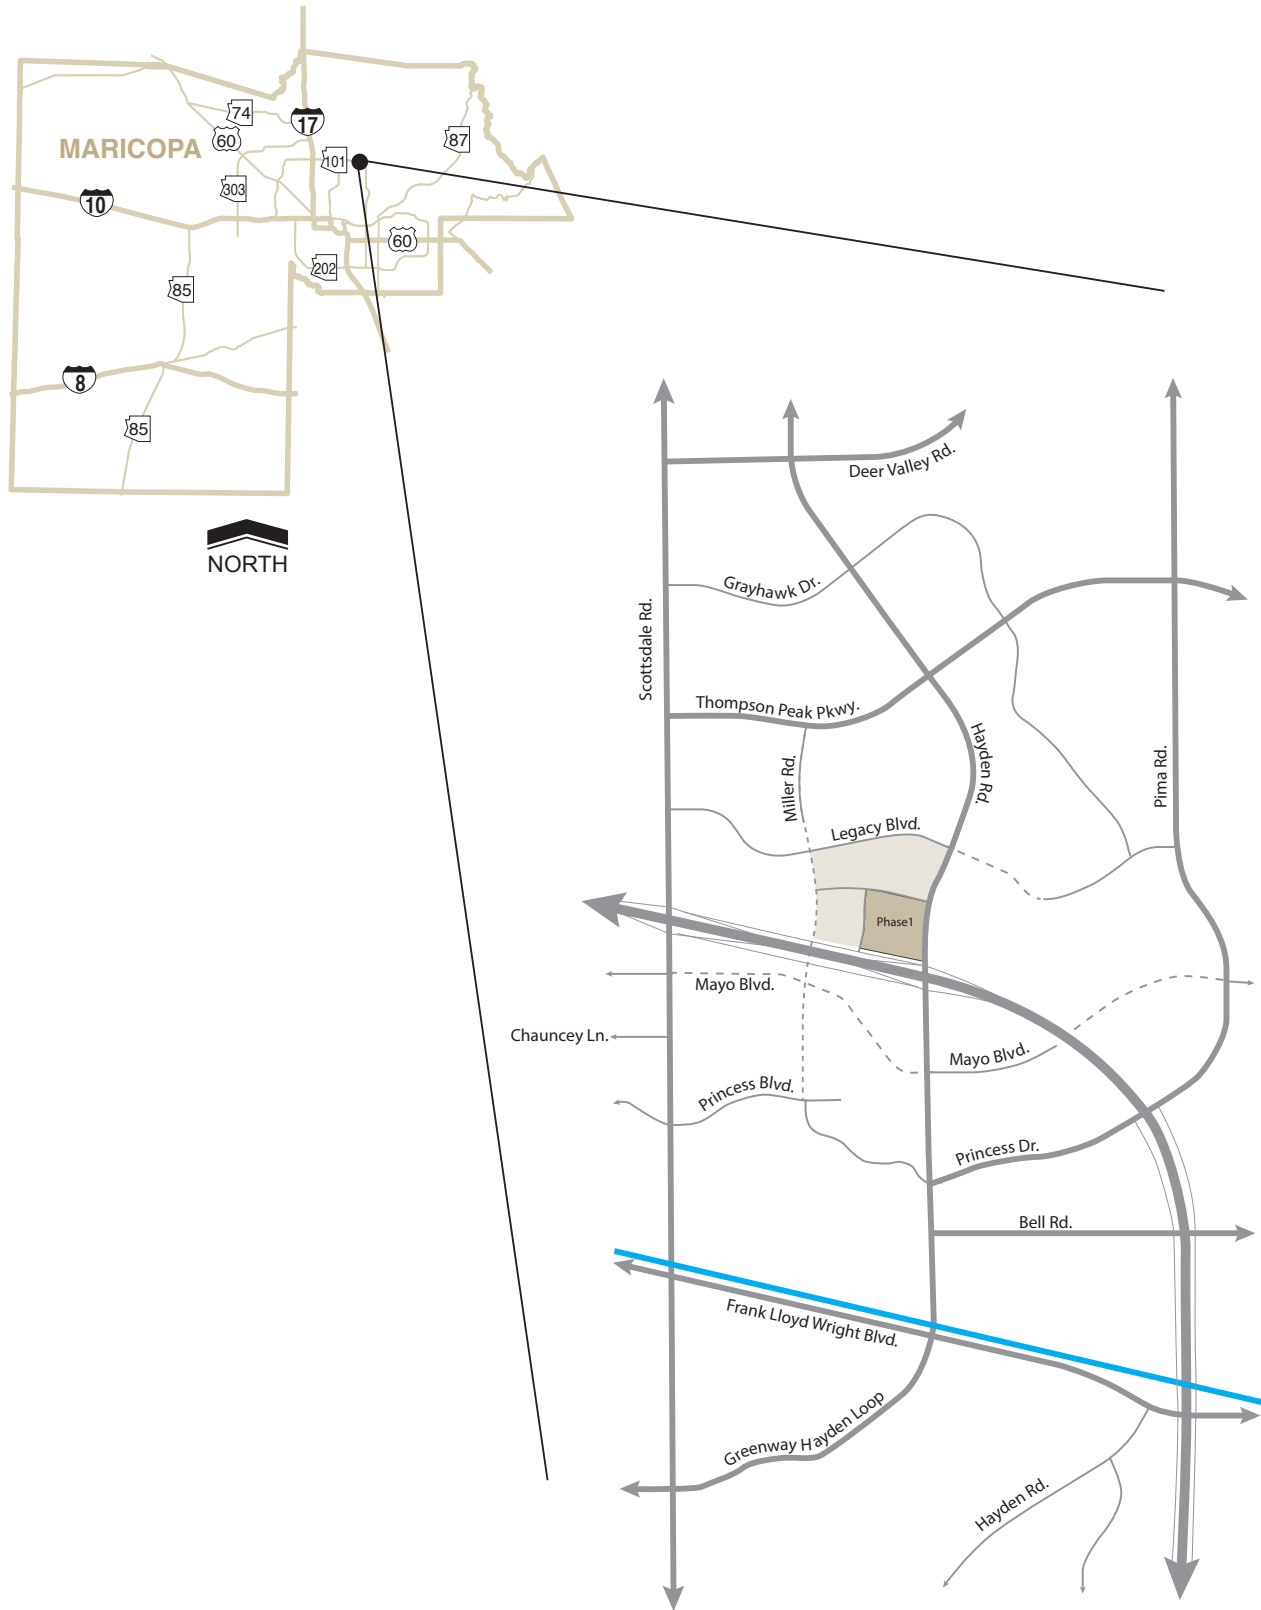 74
17
60
87
MARICOPA
101
303
10
60
202
85
8
85
NORTH
Deer Valley Rd.
Grayhawk Dr.
Scottsdale Rd.
Thompson Peak Pkwy.
Hayden Rd.
Miller Rd.
Pima Rd.
Legacy Blvd.
Phase1
Mayo Blvd.
Chauncey Ln.
Mayo Blvd.
Princess Blvd.
Princess Dr.
Bell Rd.
Frank Lloyd Wright Blvd.
Greenway Hayden Loop
Hayden Rd.